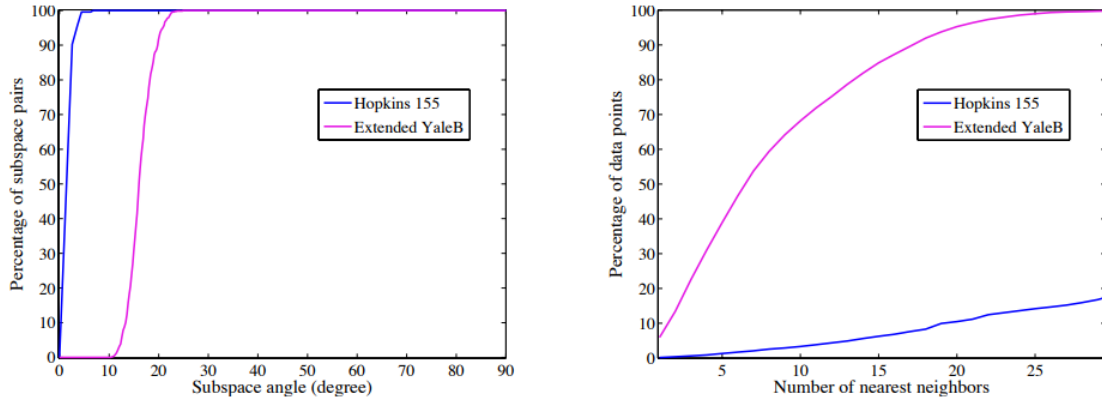 100
90
80
70
60
50
40
30
20
10
0
0 10 20 30 40 50 60 70 80 90
Percentage of subspace pairs
Subspace angle (degree)
Hopkins 155
Extended YaleB
100
90
80
70
60
50
40
30
20
10
0
5 10 15 20 25
Percentage of data points
Number of nearest neighbors
Hopkins 155
Extended YaleB